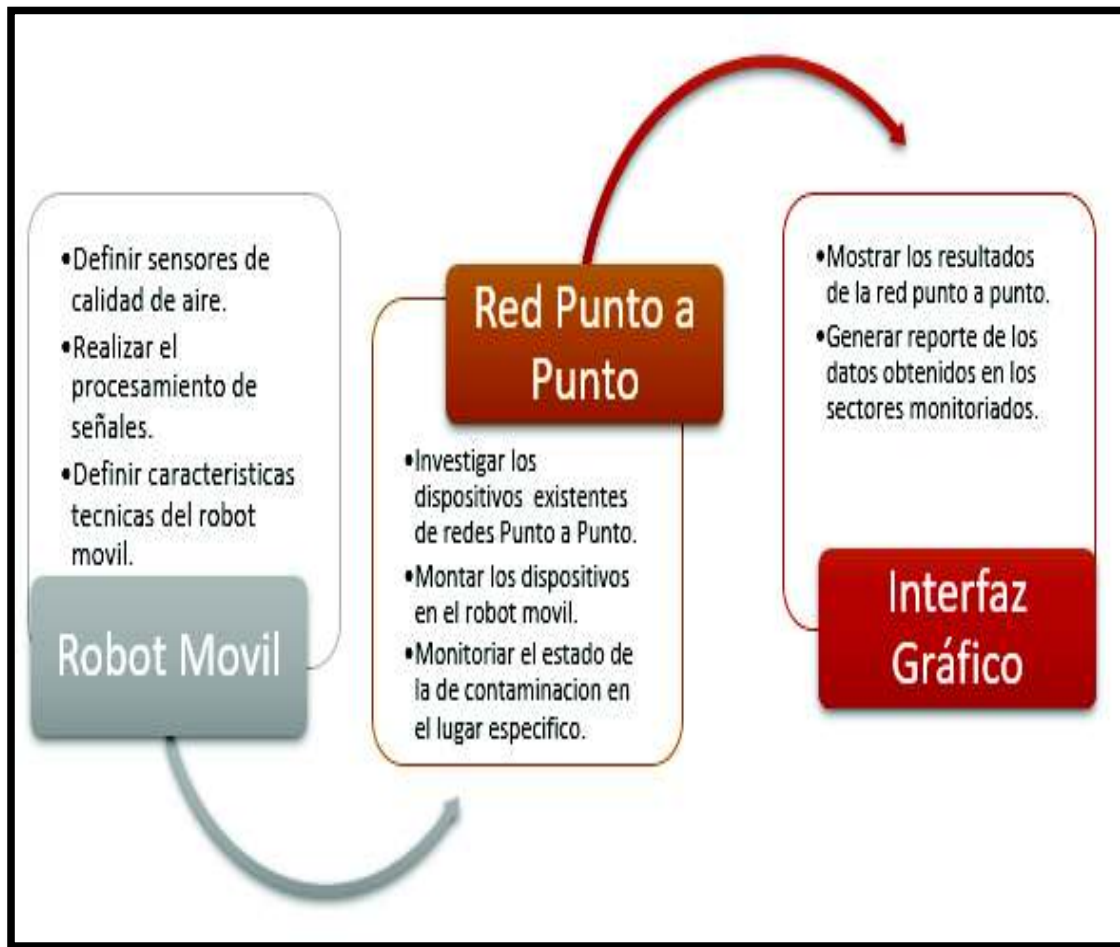 •Definir sensores de
calidad de aire.
•Realizar el
procesamiento de
señales.
•Definir caracteristicas
tecnicas del robot
movil.
Robot Movil
Red Punto a
Punto
•Investigar los
dispositivos existentes
de redes Punto a Punto.
•Montar los dispositivos
en el robot movil.
•Monitoriar el estado de
la de contaminacion en
el lugar especifico.
•Mostrar los resultados
de la red punto a punto.
•Generar reporte de los
datos obtenidos en los
sectores monitoriados.
Interfaz
Gráfico